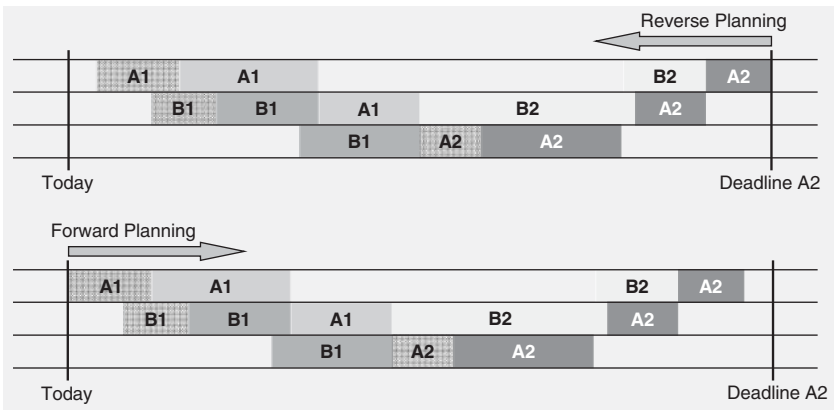 Reverse Planning
A1 A1 B2 A2
B1 B1 A1 B2 A2
B1 A2 A2
Today Deadline A2
Forward Planning
A1 A1 B2 A2
B1 B1 A1 B2 A2
B1 A2 A2
Today Deadline A2